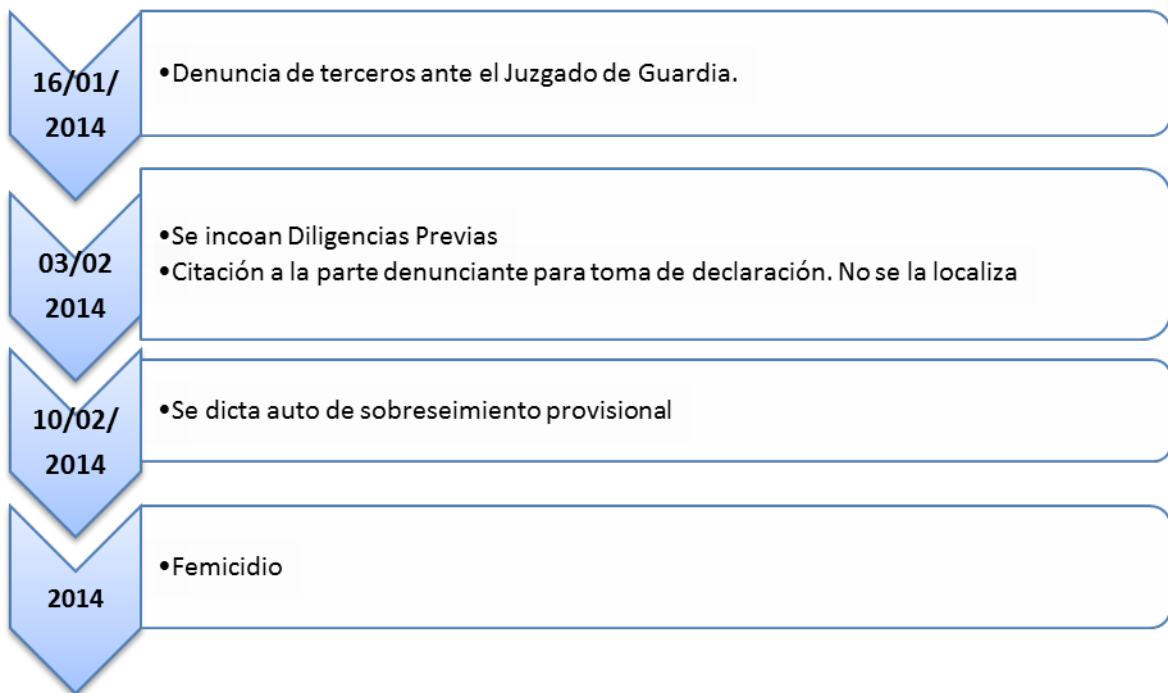 16/01/
2014
•Denuncia de terceros ante el Juzgado de Guardia.
03/02
2014
•Se incoan Diligencias Previas
•Citación a la parte denunciante para toma de declaración. No se la localiza
10/02/
2014
•Se dicta auto de sobreseimiento provisional
2014
•Femicidio